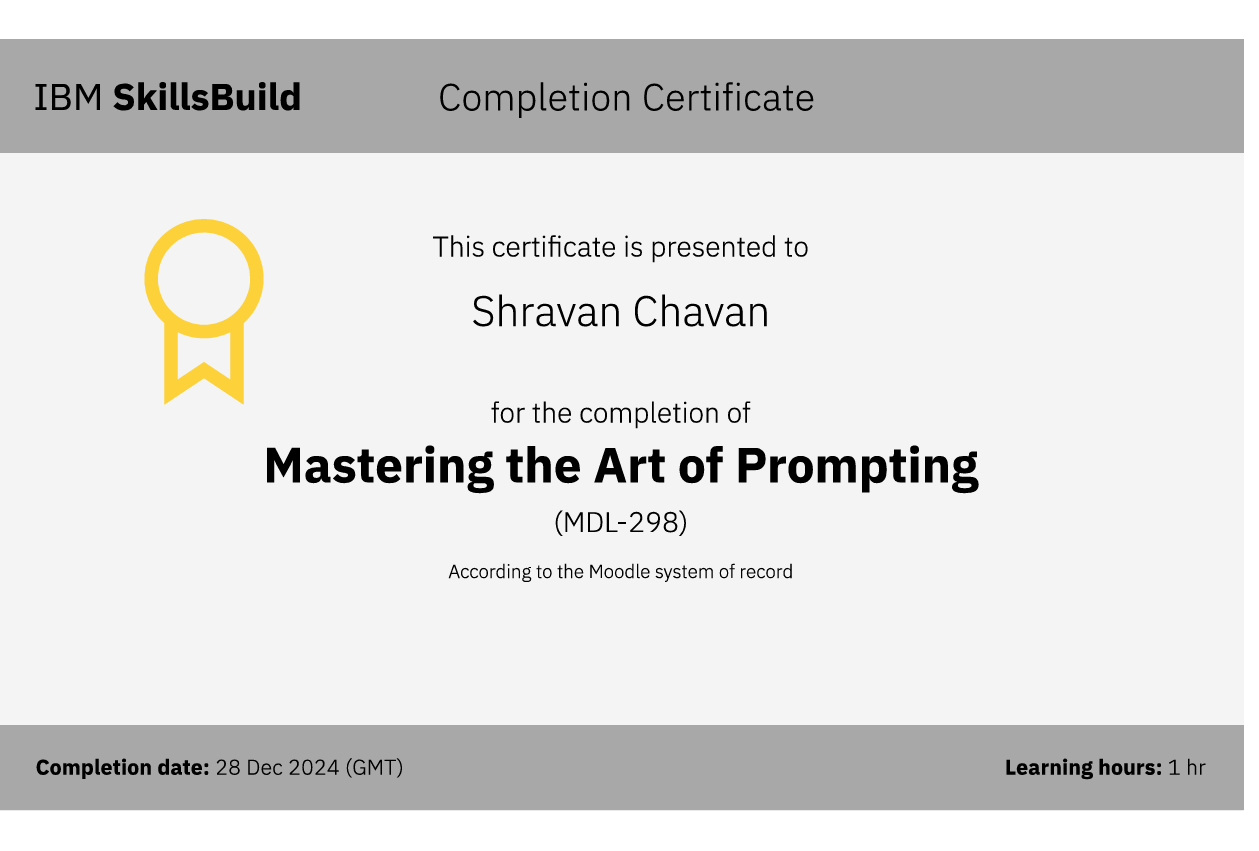 IBM SkillsBuild
Completion Certificate
This certificate is presented to
Shravan Chavan
for the completion of
Mastering the Art of Prompting
(MDL-298)
According to the Moodle system of record
Completion date: 28 Dec 2024 (GMT)
Learning hours: 1 hr